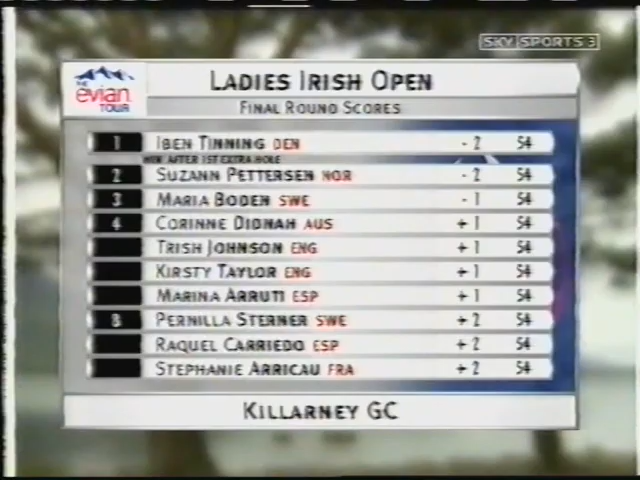 SKY SPORTS 3
THE
evian
TOUR
LADIES IRISH OPEN
FINAL ROUND SCORES
1 IBEN TINNING DEN - 2 54
WIN AFTER 1ST EXTRA HOLE
2 SUZANN PETTERSEN NOR - 2 54
3 MARIA BODEN SWE - 1 54
4 CORINNE DIDNAH AUS + 1 54
TRISH JOHNSON ENG + 1 54
KIRSTY TAYLOR ENG + 1 54
MARINA ARRUTI ESP + 1 54
8 PERNILLA STERNER SWE + 2 54
RAQUEL CARRIEDO ESP + 2 54
STEPHANIE ARRICAU FRA + 2 54
KILLARNEY GC